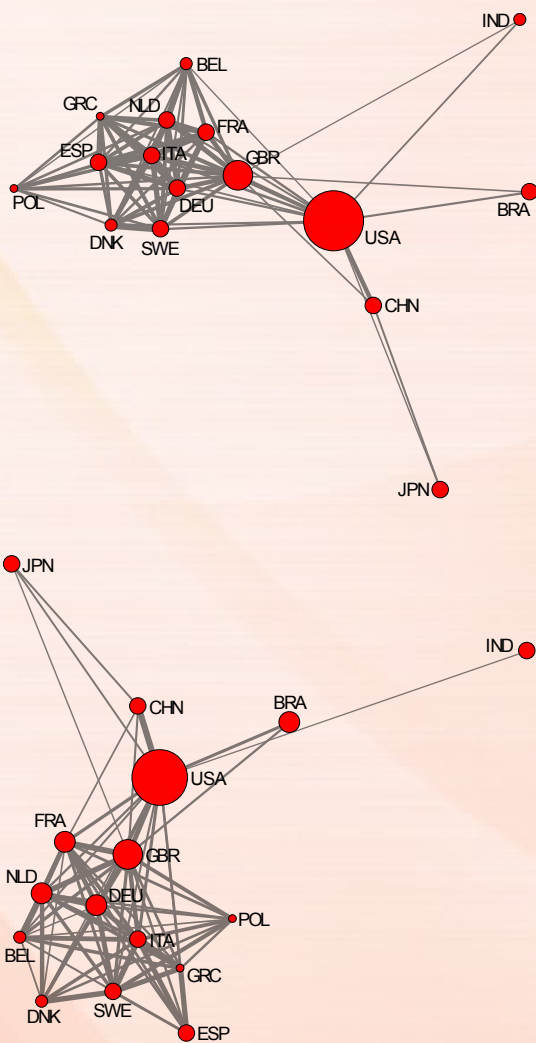 IND
BEL
GRC
NLD
FRA
ESP
ITA
GBR
POL
DEU
BRA
DNK
SWE
USA
CHN
JPN
JPN
IND
CHN
BRA
USA
FRA
GBR
NLD
DEU
POL
BEL
ITA
GRC
DNK
SWE
ESP